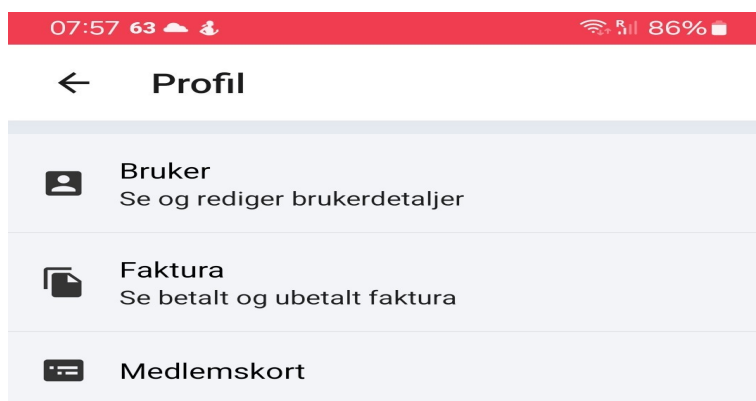 07:57 63 R 86%
Profil
Bruker
Se og rediger brukerdetaljer
Faktura
Se betalt og ubetalt faktura
Medlemskort